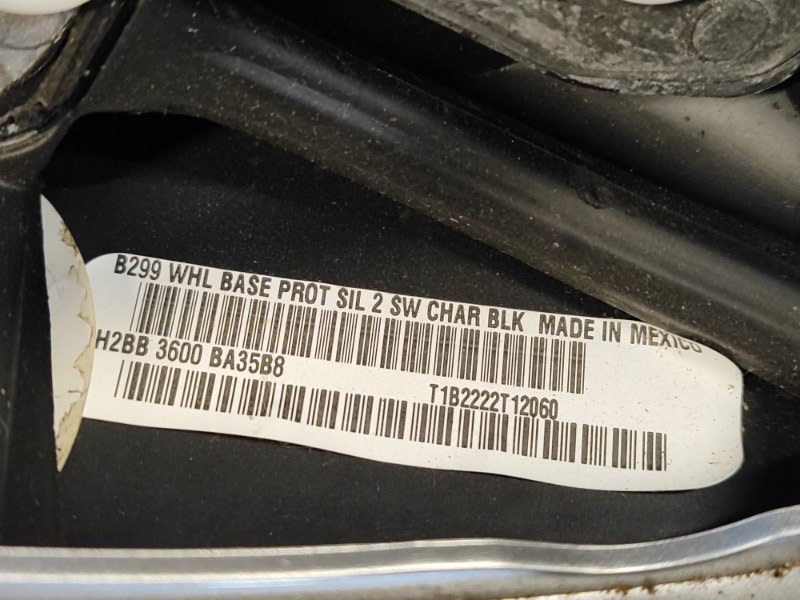 B299 WHL BASE PROT SIL 2 SW CHAR BLK MADE IN MEXICO
H2BB 3600 BA35B8
T1B2222T12060